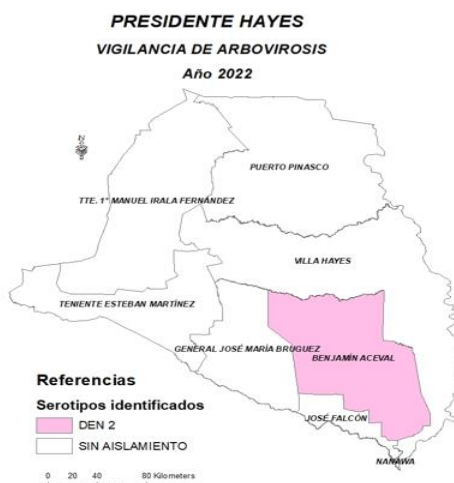 PRESIDENTE HAYES
VIGILANCIA DE ARBOVIROSIS
Año 2022
PUERTO PINASCO
TTE. 1° MANUEL IRALA FERNÁNDEZ
VILLA HAYES
TENIENTE ESTEBAN MARTÍNEZ
GENERAL JOSÉ MARÍA BRUGUEZ
BENJAMÍN ACEVAL
JOSÉ FALCÓN
NANAWA
Referencias
Serotipos identificados
DEN 2
SIN AISLAMIENTO
0 20 40 80 Kilometers